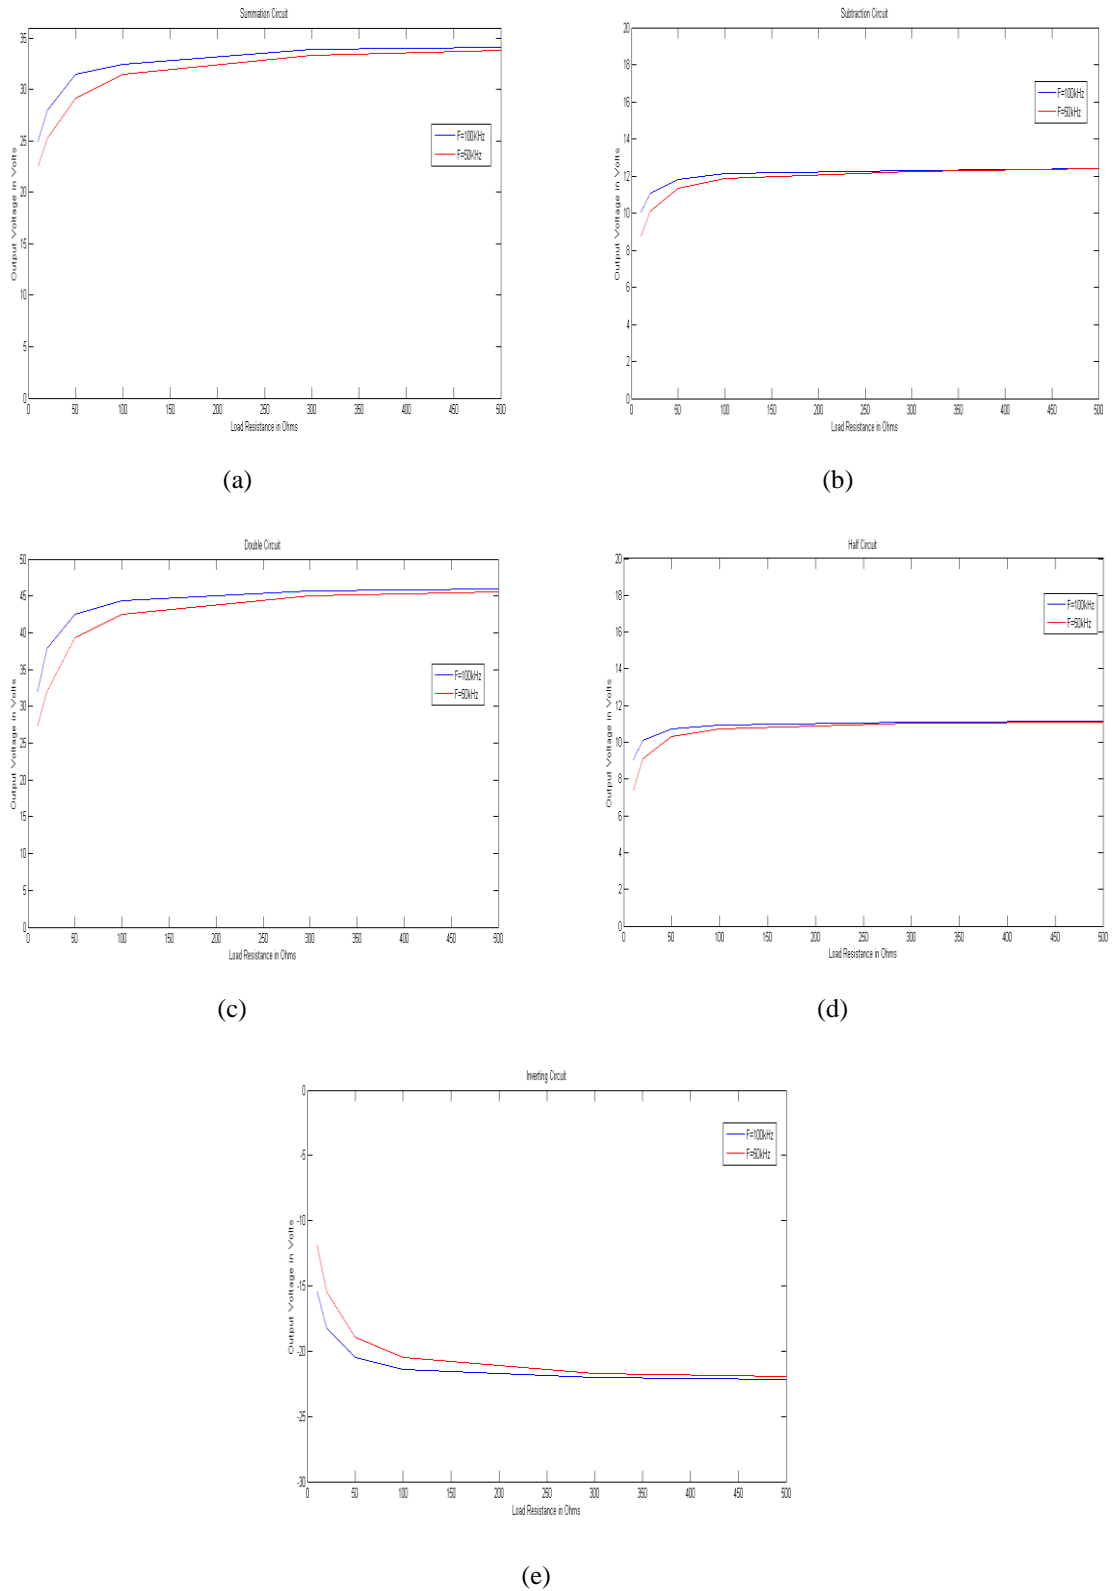 Summation Circuit
35
30
25
20
15
10
5
0
0 50 100 150 200 250 300 350 400 450 500
Output Voltage in Volts
Load Resistance in Ohms
F=100kHz
F=50KHz
(a)
Subtraction Circuit
20
18
16
14
12
10
8
6
4
2
0
0 50 100 150 200 250 300 350 400 450 500
Output Voltage in Volts
Load Resistance in Ohms
F=100kHz
F=50kHz
(b)
Double Circuit
50
45
40
35
30
25
20
15
10
5
0
0 50 100 150 200 250 300 350 400 450 500
Output Voltage in Volts
Load Resistance in Ohms
F=100kHz
F=50kHz
(c)
Half Circuit
20
18
16
14
12
10
8
6
4
2
0
0 50 100 150 200 250 300 350 400 450 500
Output Voltage in Volts
Load Resistance in Ohms
F=100kHz
F=50kHz
(d)
Inverting Circuit
0
-5
-10
-15
-20
-25
-30
0 50 100 150 200 250 300 350 400 450 500
Output Voltage in Volts
Load Resistance in Ohms
F=100kHz
F=50kHz
(e)